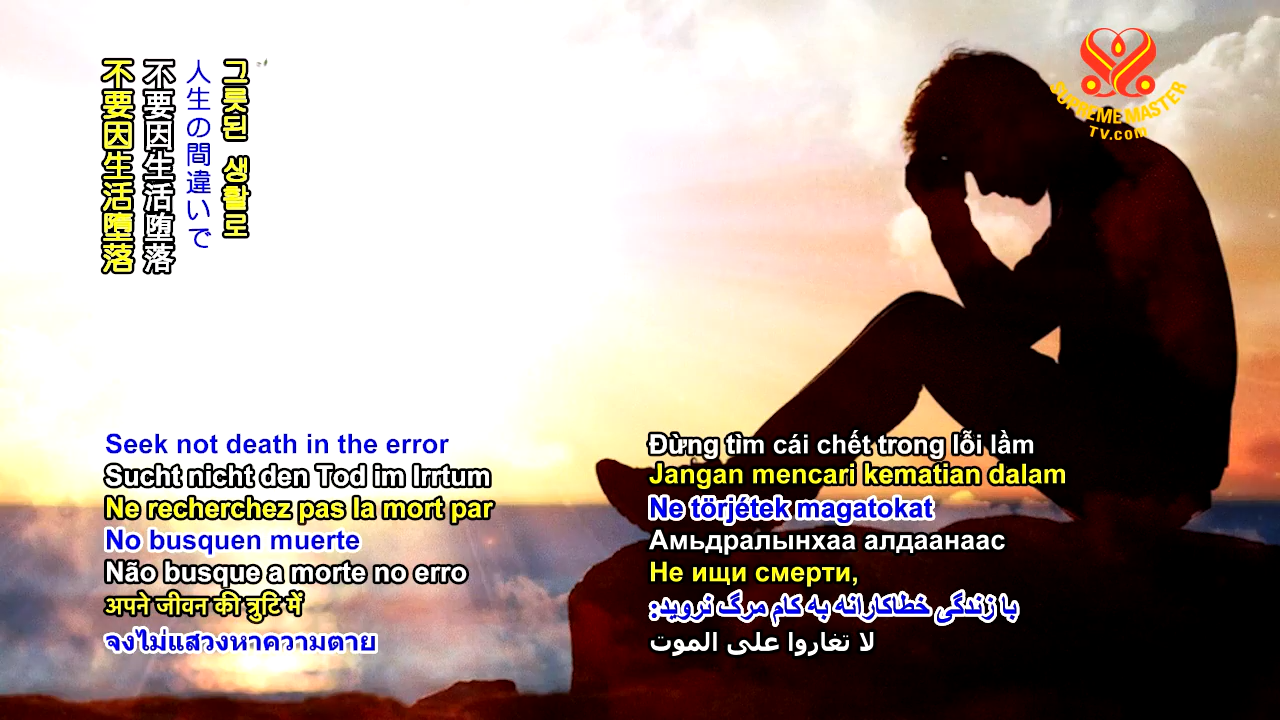 不要因生活墮落
不要因生活堕落
人生の間違いで
그릇된 생활로
SUPREME MASTER
TV.com
Seek not death in the error
Sucht nicht den Tod im Irrtum
Ne recherchez pas la mort par
No busquen muerte
Não busque a morte no erro
अपने जीवन की त्रुटि में
จงไม่แสวงหาความตาย
Đừng tìm cái chết trong lỗi lầm
Jangan mencari kematian dalam
Ne törjétek magatokat
Амьдралынхаа алдаанаас
Не ищи смерти,
با زندگی خطاکارانه به کام مرگ نروید:
لا تغاروا على الموت